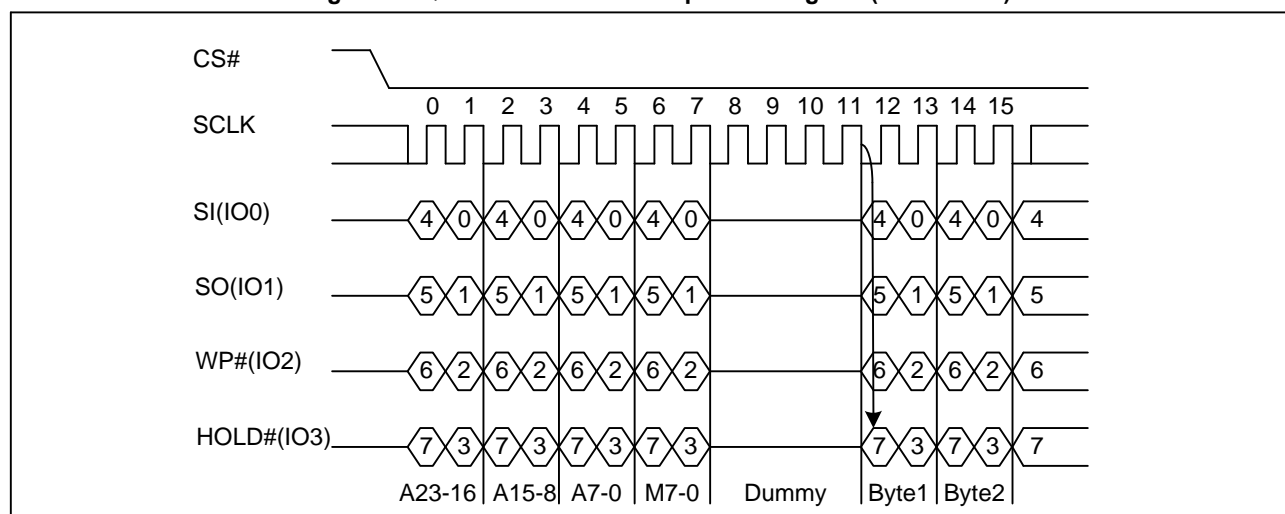 CS#
0 1 2 3 4 5 6 7 8 9 10 11 12 13 14 15
SCLK
SI(IO0) 4 0 4 0 4 0 4 0 4 0 4 0 4
SO(IO1) 5 1 5 1 5 1 5 1 5 1 5 1 5
WP#(IO2) 6 2 6 2 6 2 6 2 6 2 6 2 6
HOLD#(IO3) 7 3 7 3 7 3 7 3 7 3 7 3 7
A23-16 A15-8 A7-0 M7-0 Dummy Byte1 Byte2